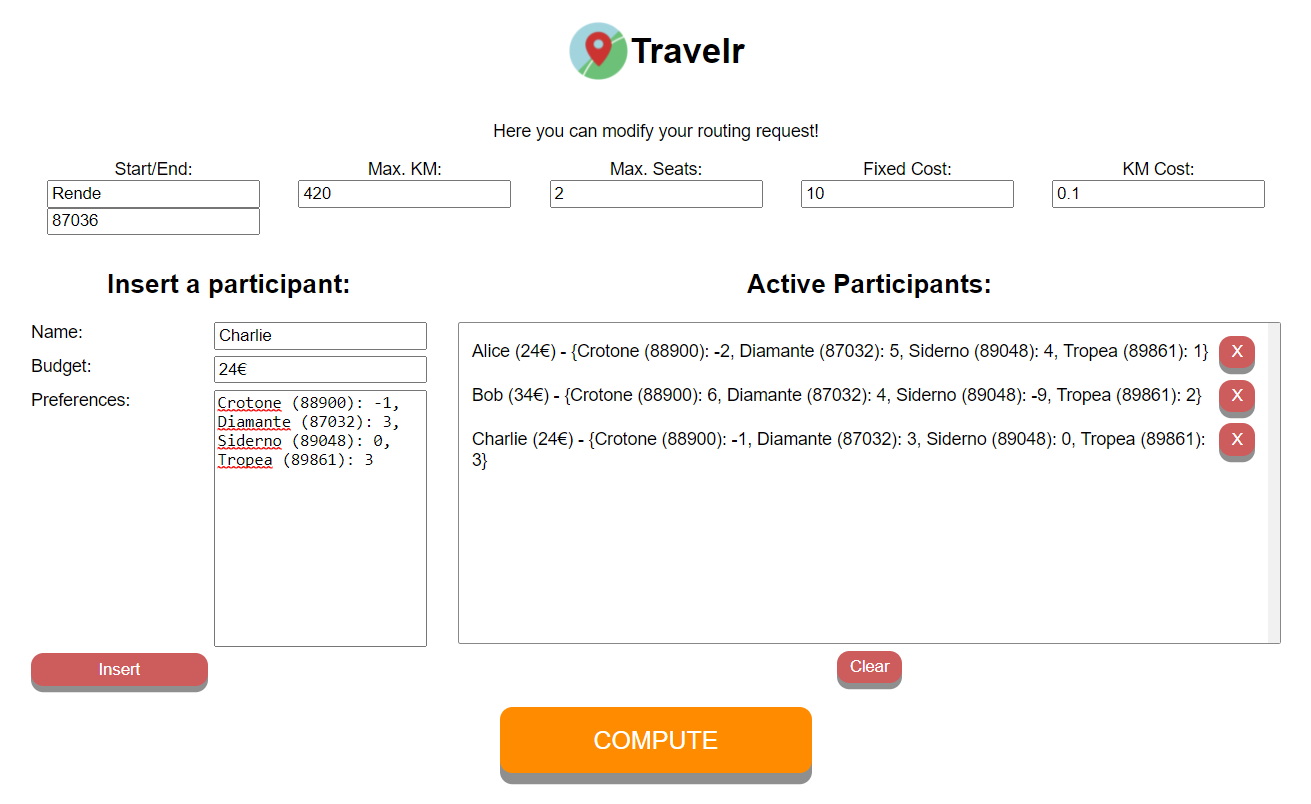 Travelr
Here you can modify your routing request!
Start/End:
Rende
87036
Max. KM:
420
Max. Seats:
2
Fixed Cost:
10
KM Cost:
0.1
Insert a participant:
Name:
Charlie
Budget:
24€
Preferences:
Crotone (88900): -1,
Diamante (87032): 3,
Siderno (89048): 0,
Tropea (89861): 3
Insert
Active Participants:
Alice (24€) - {Crotone (88900): -2, Diamante (87032): 5, Siderno (89048): 4, Tropea (89861): 1} X
Bob (34€) - {Crotone (88900): 6, Diamante (87032): 4, Siderno (89048): -9, Tropea (89861): 2} X
Charlie (24€) - {Crotone (88900): -1, Diamante (87032): 3, Siderno (89048): 0, Tropea (89861): X
3}
Clear
COMPUTE